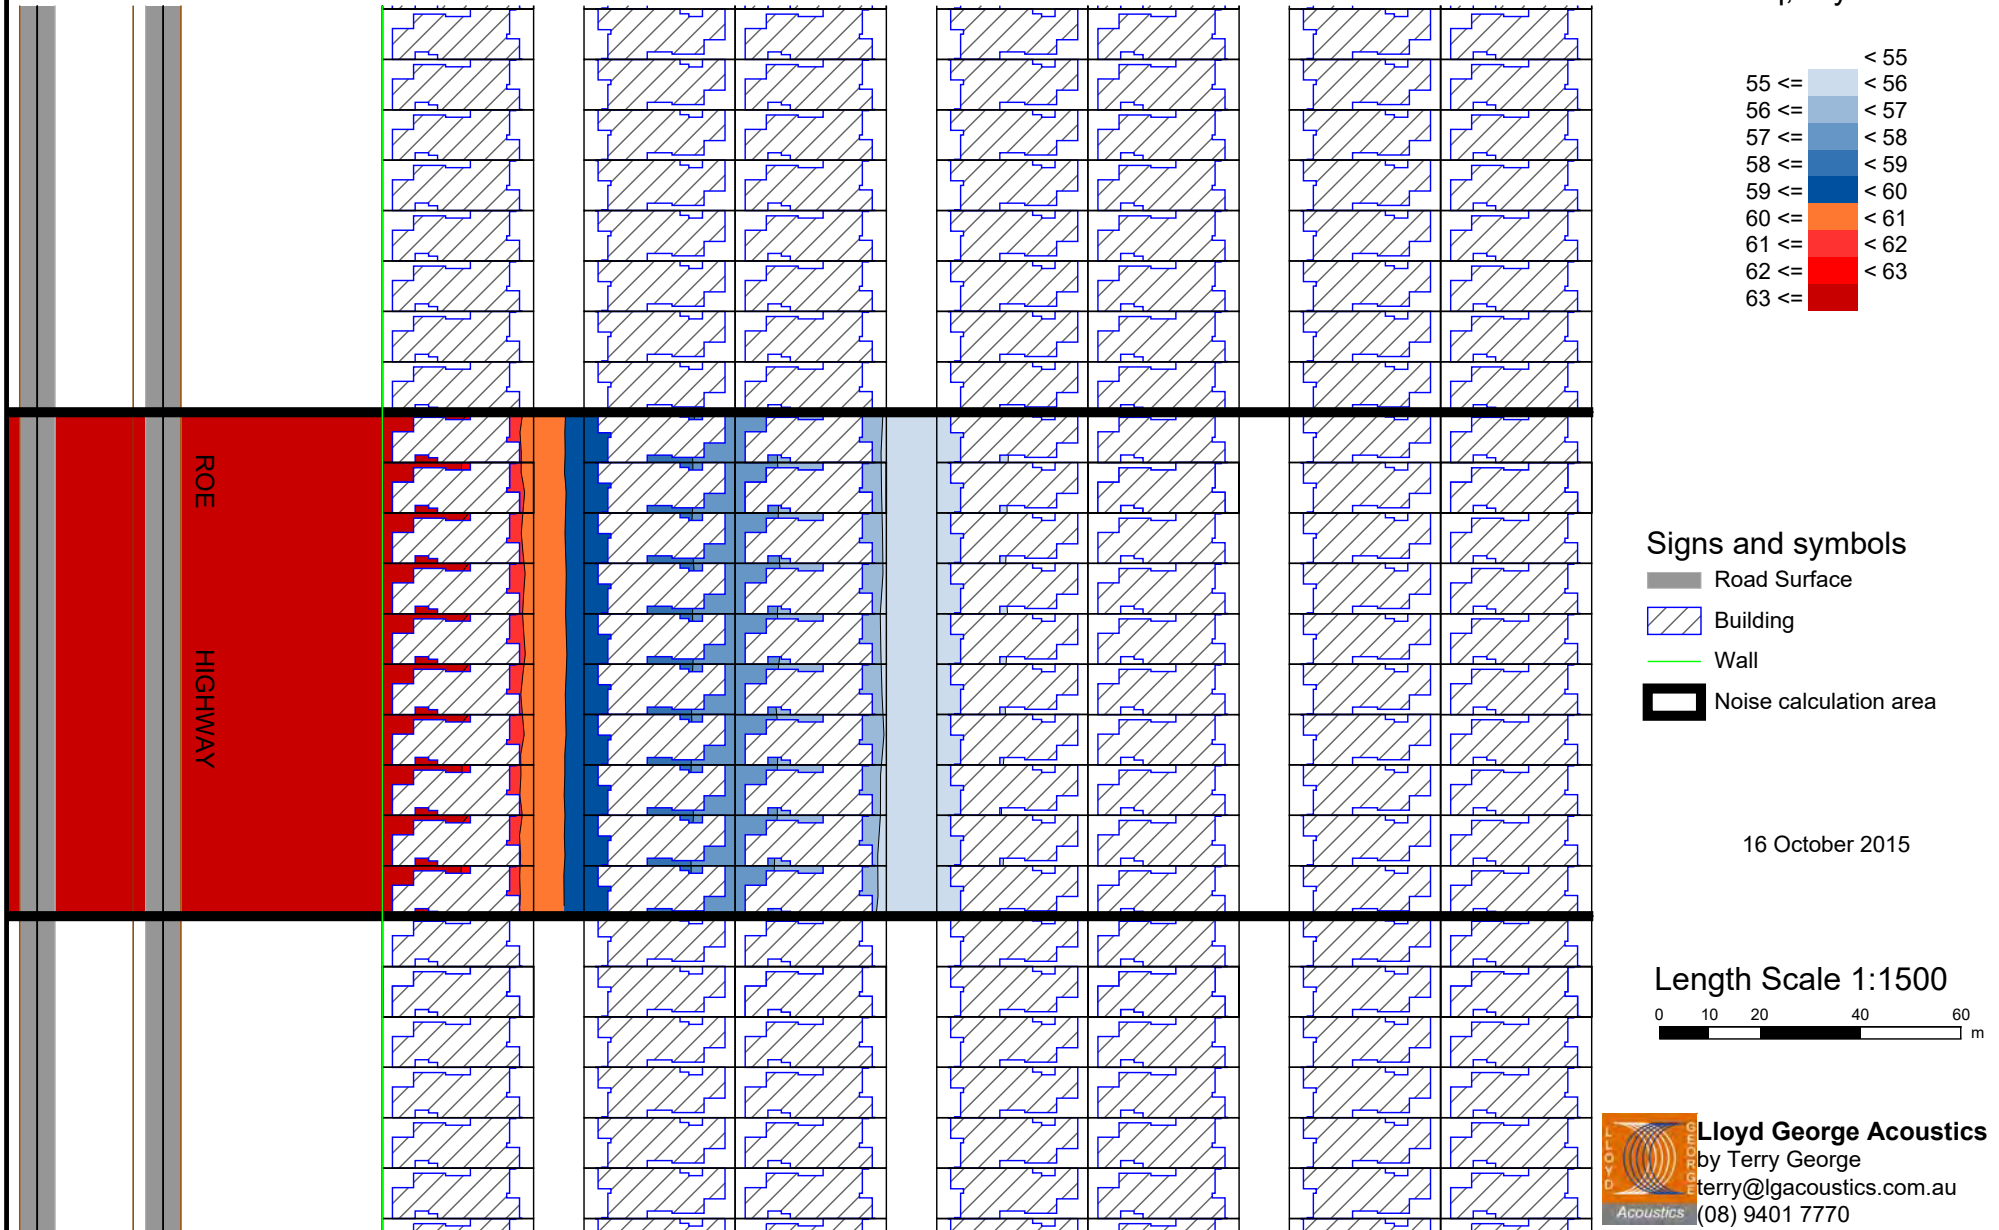 < 55
55 <= < 56
56 <= < 57
57 <= < 58
58 <= < 59
59 <= < 60
60 <= < 61
61 <= < 62
62 <= < 63
63 <=
ROE HIGHWAY
Signs and symbols
Road Surface
Building
Wall
Noise calculation area
16 October 2015
Length Scale 1:1500
0 10 20 40 60
m
LLOYD GEORGE
Acoustics
Lloyd George Acoustics
by Terry George
terry@lgacoustics.com.au
(08) 9401 7770